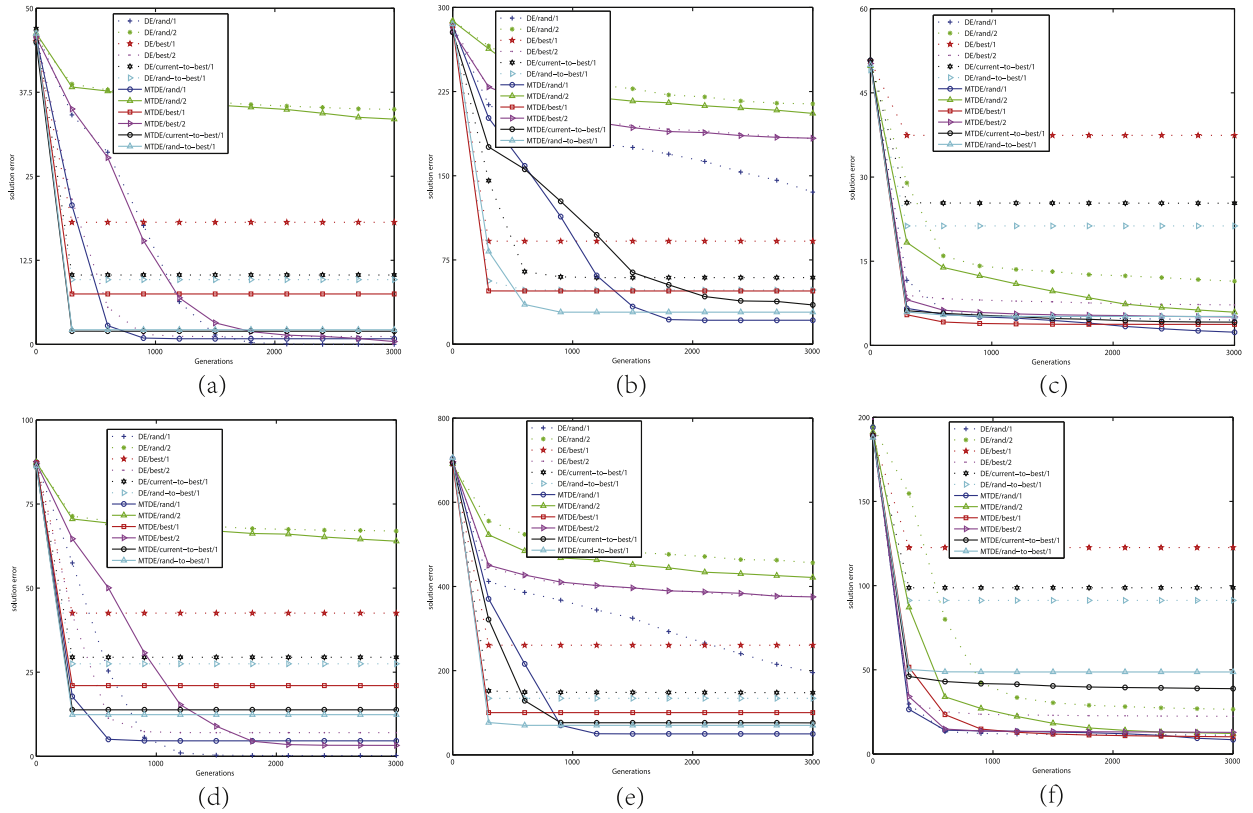 50
37.5
25
12.5
0
solution error
0
1000
2000
3000
Generations
DE/rand/1
DE/rand/2
DE/best/1
DE/best/2
DE/current-to-best/1
DE/rand-to-best/1
MTDE/rand/1
MTDE/rand/2
MTDE/best/1
MTDE/best/2
MTDE/current-to-best/1
MTDE/rand-to-best/1
(a)
300
225
150
75
0
solution error
0
1000
2000
3000
Generations
DE/rand/1
DE/rand/2
DE/best/1
DE/best/2
DE/current-to-best/1
DE/rand-to-best/1
MTDE/rand/1
MTDE/rand/2
MTDE/best/1
MTDE/best/2
MTDE/current-to-best/1
MTDE/rand-to-best/1
(b)
60
45
30
15
0
solution error
0
1000
2000
3000
Generations
DE/rand/1
DE/rand/2
DE/best/1
DE/best/2
DE/current-to-best/1
DE/rand-to-best/1
MTDE/rand/1
MTDE/rand/2
MTDE/best/1
MTDE/best/2
MTDE/current-to-best/1
MTDE/rand-to-best/1
(c)
100
75
50
25
0
solution error
0
1000
2000
3000
Generations
DE/rand/1
DE/rand/2
DE/best/1
DE/best/2
DE/current-to-best/1
DE/rand-to-best/1
MTDE/rand/1
MTDE/rand/2
MTDE/best/1
MTDE/best/2
MTDE/current-to-best/1
MTDE/rand-to-best/1
(d)
800
600
400
200
0
solution error
0
1000
2000
3000
Generations
DE/rand/1
DE/rand/2
DE/best/1
DE/best/2
DE/current-to-best/1
DE/rand-to-best/1
MTDE/rand/1
MTDE/rand/2
MTDE/best/1
MTDE/best/2
MTDE/current-to-best/1
MTDE/rand-to-best/1
(e)
200
150
100
50
0
solution error
0
1000
2000
3000
Generations
DE/rand/1
DE/rand/2
DE/best/1
DE/best/2
DE/current-to-best/1
DE/rand-to-best/1
MTDE/rand/1
MTDE/rand/2
MTDE/best/1
MTDE/best/2
MTDE/current-to-best/1
MTDE/rand-to-best/1
(f)